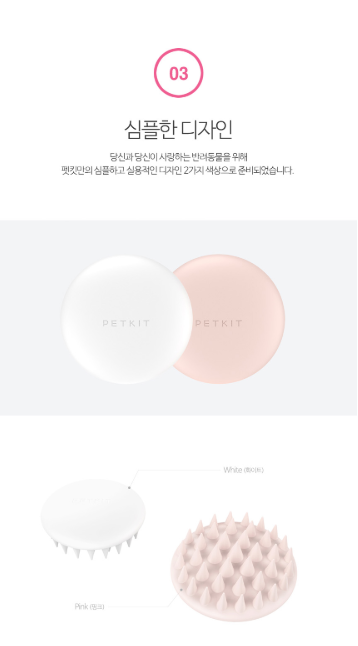 03
심플한 디자인
당신과 당신이 사랑하는 반려동물을 위해
펫킷만의 심플하고 실용적인 디자인 2가지 색상으로 준비되었습니다.
PETKIT
PETKIT
White (화이트)
Pink (핑크)